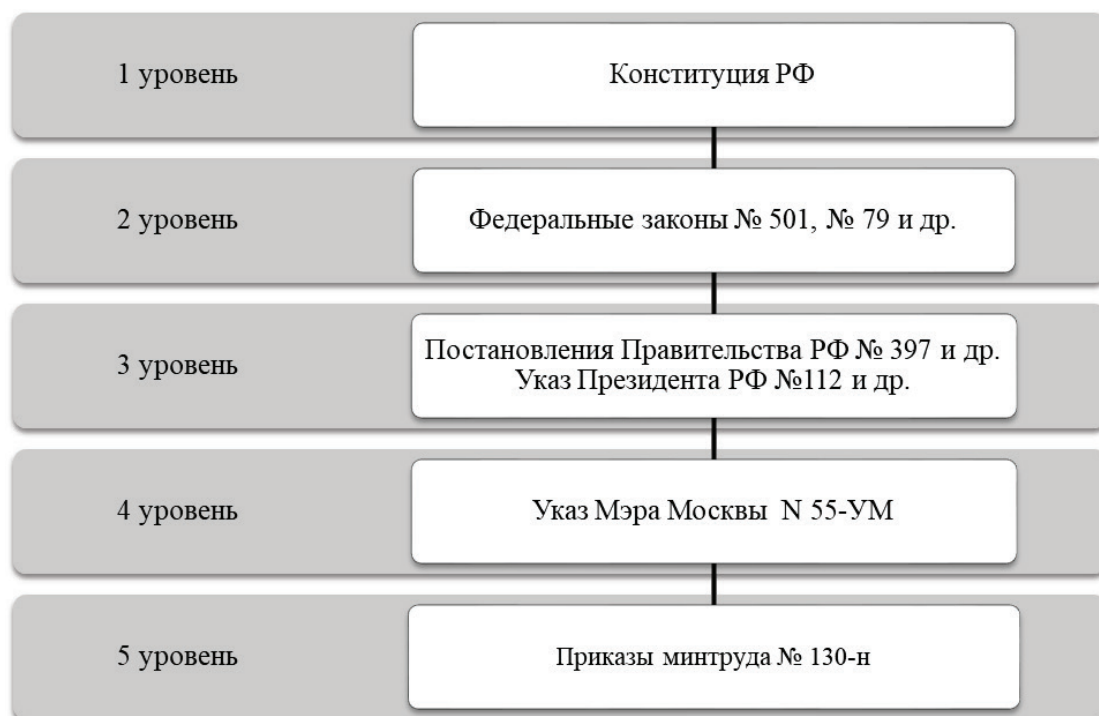 1 уровень
Конституция РФ
2 уровень
Федеральные законы № 501, № 79 и др.
3 уровень
Постановления Правительства РФ № 397 и др.
Указ Президента РФ №112 и др.
4 уровень
Указ Мэра Москвы N 55-УМ
5 уровень
Приказы минтруда № 130-н